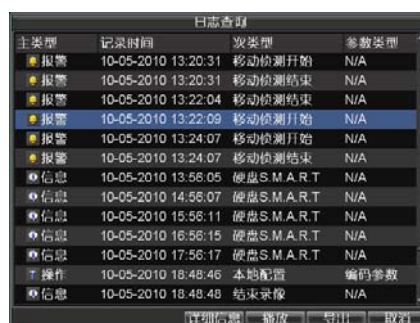 日志查询
主类型 记录时间 次类型 参数类型
报警 10-05-2010 13:20:31 移动侦测开始 N/A
报警 10-05-2010 13:20:31 移动侦测结束 N/A
报警 10-05-2010 13:22:04 移动侦测结束 N/A
报警 10-05-2010 13:22:09 移动侦测开始 N/A
报警 10-05-2010 13:24:07 移动侦测开始 N/A
报警 10-05-2010 13:24:07 移动侦测结束 N/A
信息 10-05-2010 13:56:05 硬盘S.M.A.R.T N/A
信息 10-05-2010 14:56:07 硬盘S.M.A.R.T N/A
信息 10-05-2010 15:56:11 硬盘S.M.A.R.T N/A
信息 10-05-2010 16:56:15 硬盘S.M.A.R.T N/A
信息 10-05-2010 17:56:17 硬盘S.M.A.R.T N/A
操作 10-05-2010 18:48:46 本地配置 编码参数
信息 10-05-2010 18:48:48 结束录像 N/A
详细信息 播放 导出 取消